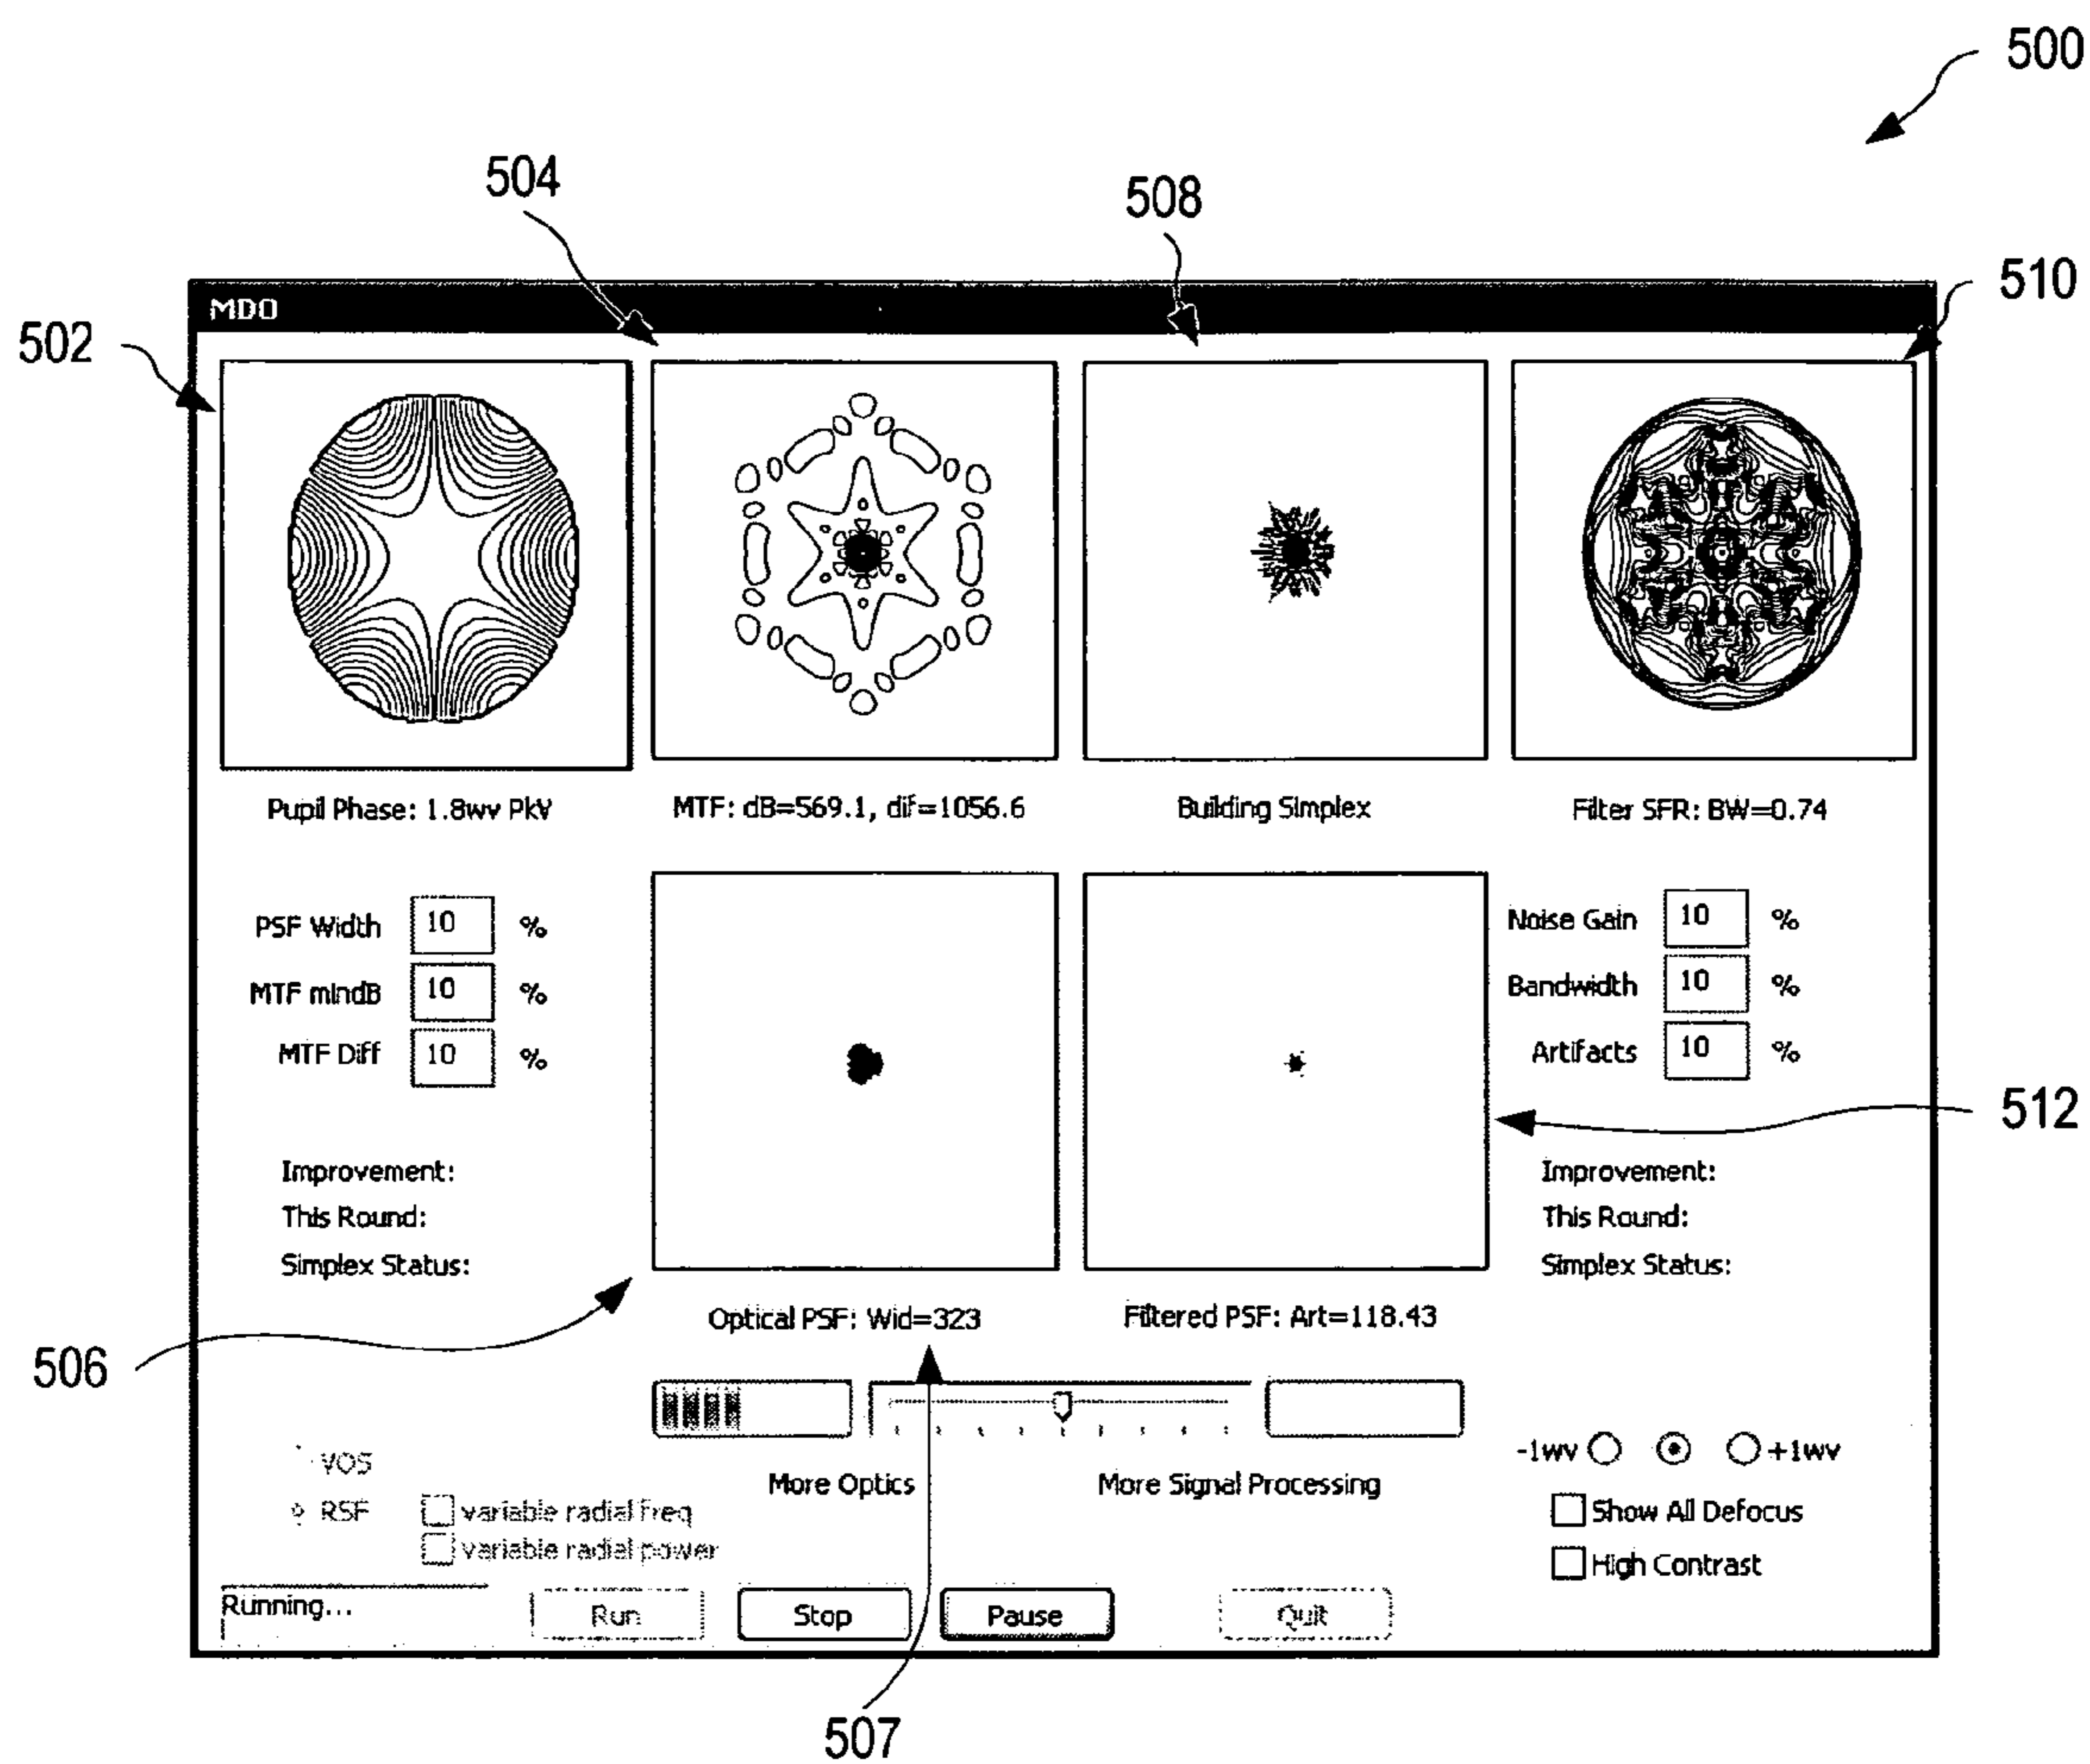 500
504
508
510
502
MDO
Pupil Phase: 1.8wv PkV
MTF: dB=569.1, dif=1056.6
Building Simplex
Filter SFR: BW=0.74
PSF Width 10 %
MTF mindB 10 %
MTF Diff 10 %
Noise Gain 10 %
Bandwidth 10 %
Artifacts 10 %
512
Improvement:
This Round:
Simplex Status:
Improvement:
This Round:
Simplex Status:
Optical PSF: Wid=323
Filtered PSF: Art=118.43
506
More Optics
More Signal Processing
VOS
RSF
variable radial freq
variable radial power
-1wv
+1wv
Show All Defocus
High Contrast
Running...
Run
Stop
Pause
Quit
507